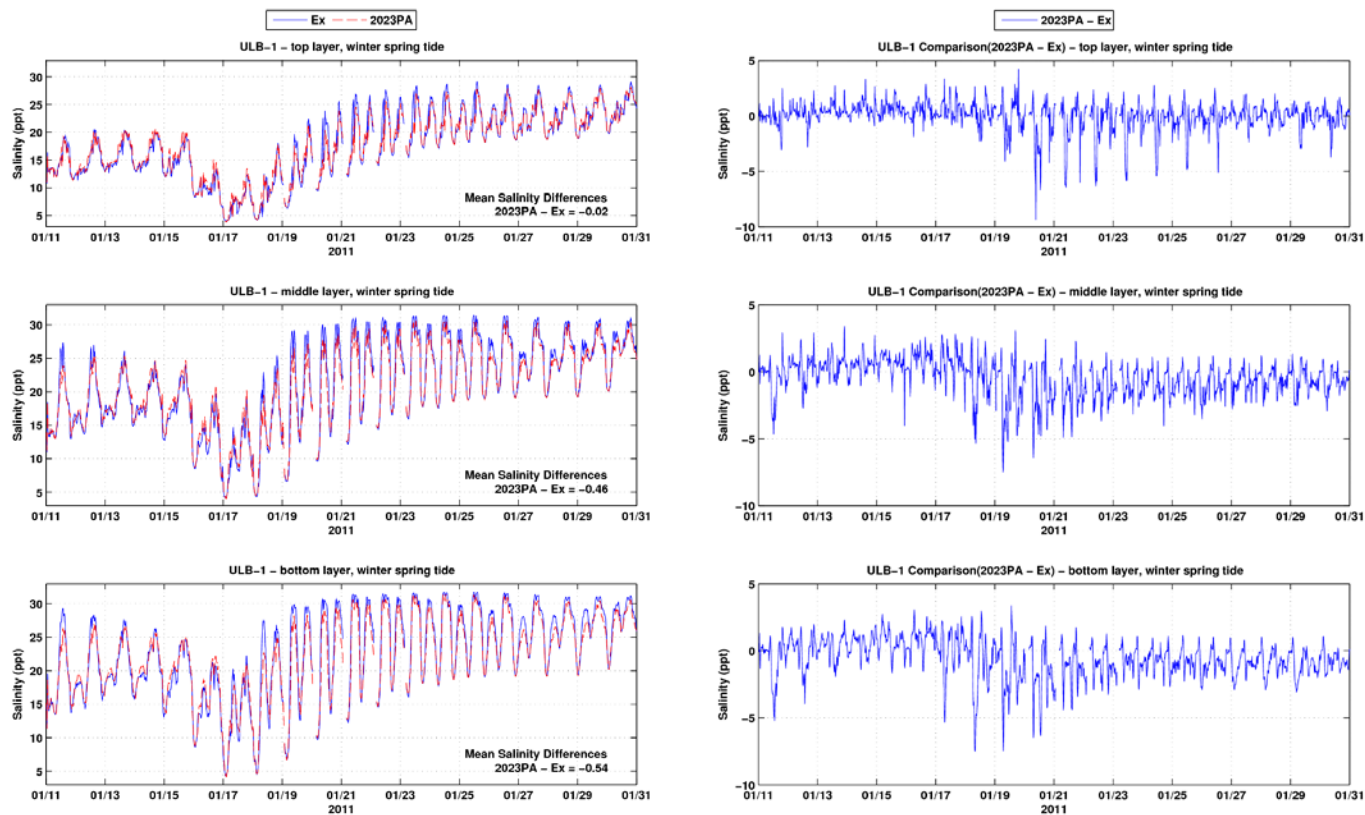 Ex 2023PA
2023PA − Ex
ULB−1 − top layer, winter spring tide
Salinity (ppt)
30
25
20
15
10
5
Mean Salinity Differences
2023PA − Ex = −0.02
01/11 01/13 01/15 01/17 01/19 01/21 01/23 01/25 01/27 01/29 01/31
2011
ULB−1 Comparison(2023PA − Ex) − top layer, winter spring tide
Salinity (ppt)
5
0
−5
−10
01/11 01/13 01/15 01/17 01/19 01/21 01/23 01/25 01/27 01/29 01/31
2011
ULB−1 − middle layer, winter spring tide
Salinity (ppt)
30
25
20
15
10
5
Mean Salinity Differences
2023PA − Ex = −0.46
01/11 01/13 01/15 01/17 01/19 01/21 01/23 01/25 01/27 01/29 01/31
2011
ULB−1 Comparison(2023PA − Ex) − middle layer, winter spring tide
Salinity (ppt)
5
0
−5
−10
01/11 01/13 01/15 01/17 01/19 01/21 01/23 01/25 01/27 01/29 01/31
2011
ULB−1 − bottom layer, winter spring tide
Salinity (ppt)
30
25
20
15
10
5
Mean Salinity Differences
2023PA − Ex = −0.54
01/11 01/13 01/15 01/17 01/19 01/21 01/23 01/25 01/27 01/29 01/31
2011
ULB−1 Comparison(2023PA − Ex) − bottom layer, winter spring tide
Salinity (ppt)
5
0
−5
−10
01/11 01/13 01/15 01/17 01/19 01/21 01/23 01/25 01/27 01/29 01/31
2011